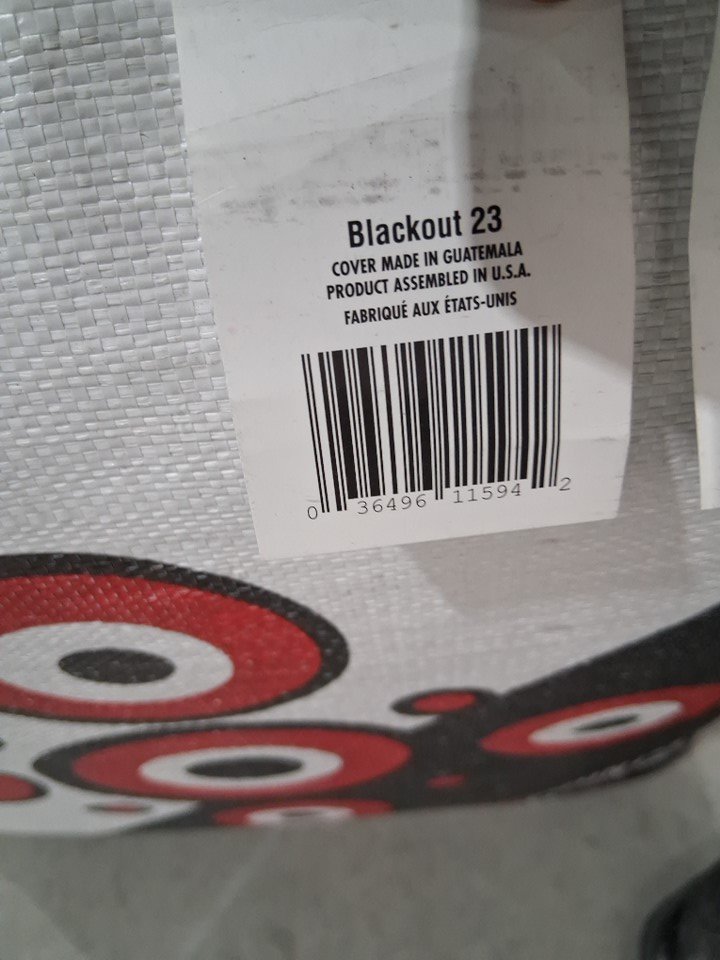 Blackout 23
COVER MADE IN GUATEMALA
PRODUCT ASSEMBLED IN U.S.A.
FABRIQUÉ AUX ÉTATS-UNIS
0 36496 11594 2